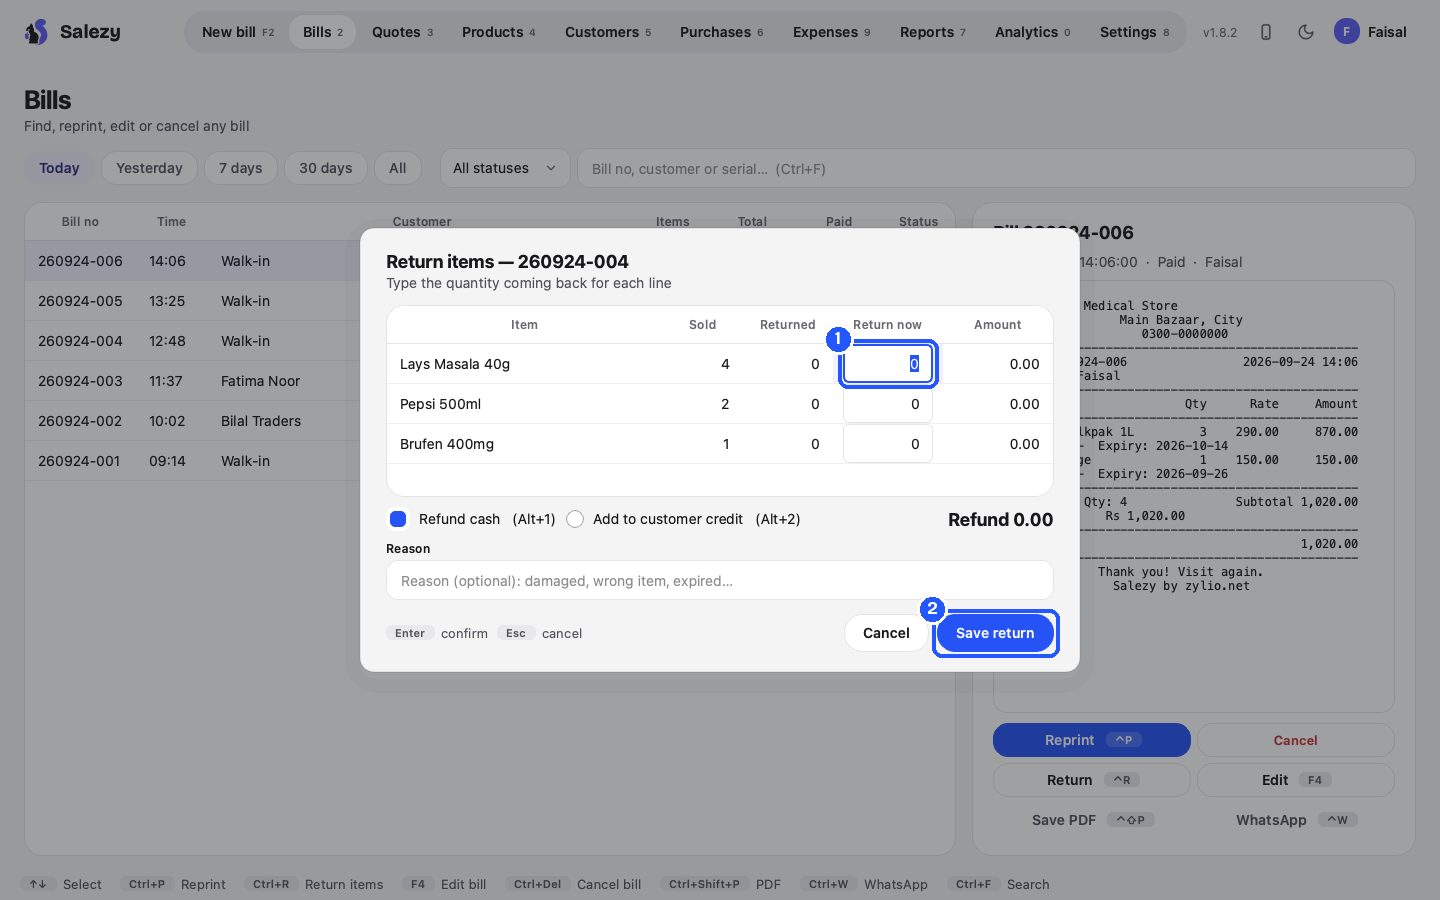 Salezy
New bill F2 Bills 2 Quotes 3 Products 4 Customers 5 Purchases 6 Expenses 9 Reports 7 Analytics 0 Settings 8 v1.8.2 F Faisal
Bills
Find, reprint, edit or cancel any bill
Today Yesterday 7 days 30 days All All statuses Bill no, customer or serial... (Ctrl+F)
Bill no Time Customer Items Total Paid Status
260924-006 14:06 Walk-in
260924-005 13:25 Walk-in
260924-004 12:48 Walk-in
260924-003 11:37 Fatima Noor
260924-002 10:02 Bilal Traders
260924-001 09:14 Walk-in
Return items — 260924-004
Type the quantity coming back for each line
Item Sold Returned Return now Amount
1
Lays Masala 40g 4 0 0 0.00
Pepsi 500ml 2 0 0 0.00
Brufen 400mg 1 0 0 0.00
Refund cash (Alt+1) Add to customer credit (Alt+2) Refund 0.00
Reason
Reason (optional): damaged, wrong item, expired...
2
Enter confirm Esc cancel Cancel Save return
4-006
14:06:00 · Paid · Faisal
Medical Store
Main Bazaar, City
0300-0000000
24-006 2026-09-24 14:06
Faisal
Qty Rate Amount
lkpak 1L 3 290.00 870.00
- Expiry: 2026-10-14
ge 1 150.00 150.00
- Expiry: 2026-09-26
Qty: 4 Subtotal 1,020.00
Rs 1,020.00
1,020.00
Thank you! Visit again.
Salezy by zylio.net
Reprint ^P Cancel
Return ^R Edit F4
Save PDF ^⇧P WhatsApp ^W
↑↓ Select Ctrl+P Reprint Ctrl+R Return items F4 Edit bill Ctrl+Del Cancel bill Ctrl+Shift+P PDF Ctrl+W WhatsApp Ctrl+F Search